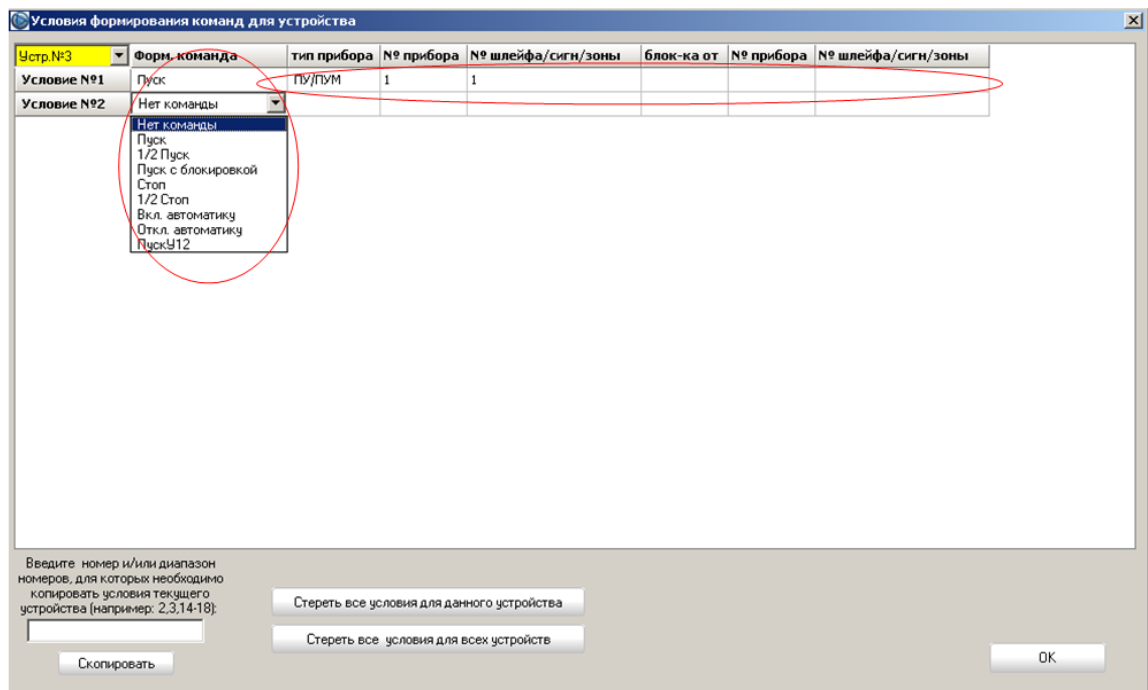 Условия формирования команд для устройства
Устр.№3 Форм. команда тип прибора № прибора № шлейфа/сигн/зоны блок-ка от № прибора № шлейфа/сигн/зоны
Условие №1 Пуск ПУ/ПУМ 1 1
Условие №2 Нет команды
Нет команды
Пуск
1/2 Пуск
Пуск с блокировкой
Стоп
1/2 Стоп
Вкл. автоматику
Откл. автоматику
ПускУ12
Введите номер и/или диапазон
номеров, для которых необходимо
копировать условия текущего
устройства (например: 2,3,14-18):
Скопировать
Стереть все условия для данного устройства
Стереть все условия для всех устройств
OK